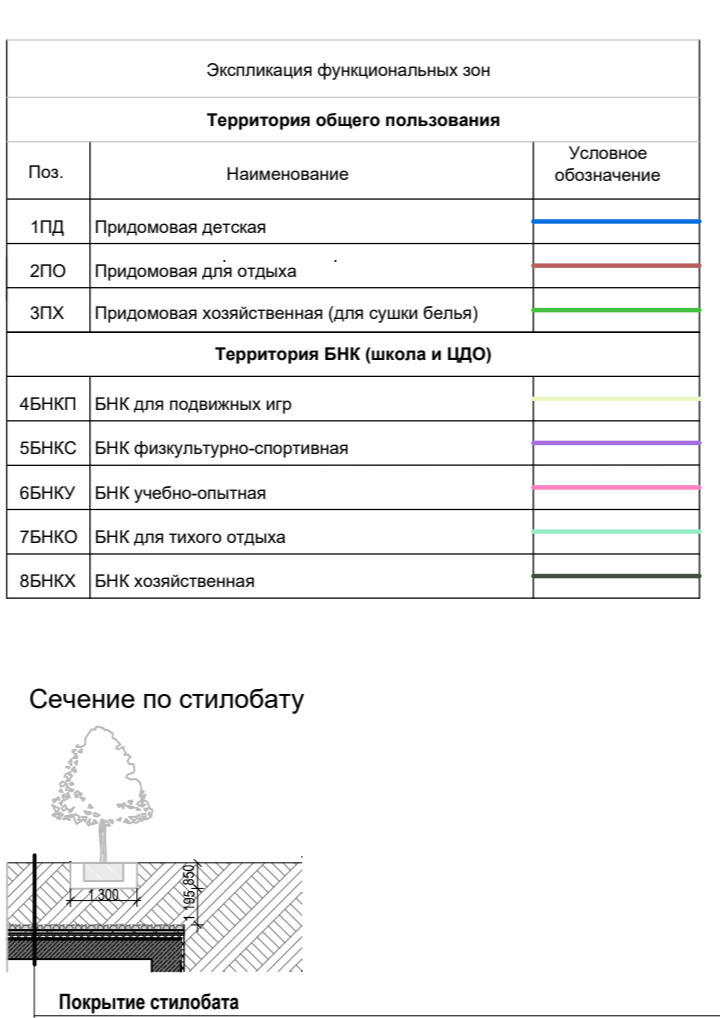 Экспликация функциональных зон
Территория общего пользования
Поз.
Наименование
Условное
обозначение
1ПД
Придомовая детская
2ПО
Придомовая для отдыха
3ПХ
Придомовая хозяйственная (для сушки белья)
Территория БНК (школа и ЦДО)
4БНКП
БНК для подвижных игр
5БНКС
БНК физкультурно-спортивная
6БНКУ
БНК учебно-опытная
7БНКО
БНК для тихого отдыха
8БНКХ
БНК хозяйственная
Сечение по стилобату
1.300
850
1.195
Покрытие стилобата